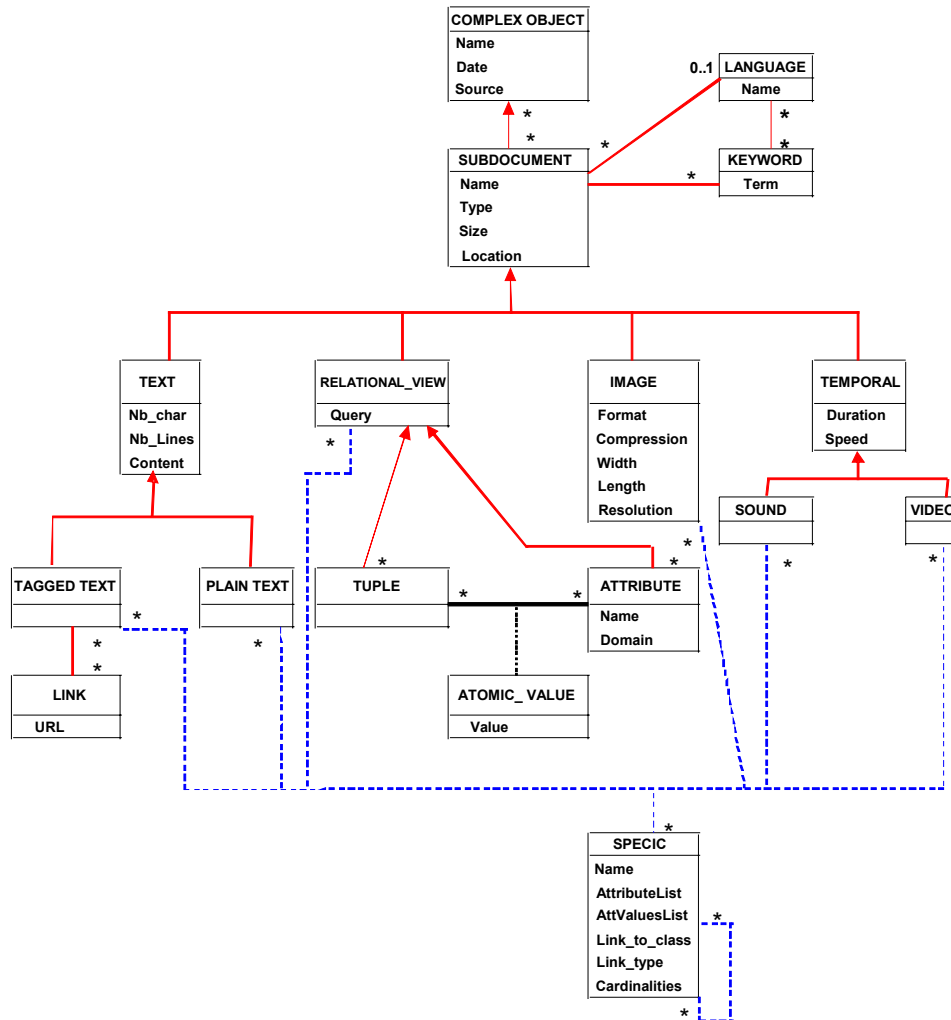 COMPLEX OBJECT
Name
Date
Source
*
*
0..1
LANGUAGE
Name
*
*
KEYWORD
Term
*
*
SUBDOCUMENT
Name
Type
Size
Location
TEXT
Nb_char
Nb_Lines
Content
RELATIONAL_VIEW
Query
*
IMAGE
Format
Compression
Width
Length
Resolution
*
TEMPORAL
Duration
Speed
SOUND
*
VIDEO
*
TAGGED TEXT
*
*
*
PLAIN TEXT
*
TUPLE
*
*
*
*
ATTRIBUTE
Name
Domain
LINK
URL
ATOMIC_ VALUE
Value
*
SPECIC
Name
AttributeList
AttValuesList
Link_to_class
Link_type
Cardinalities
*
*